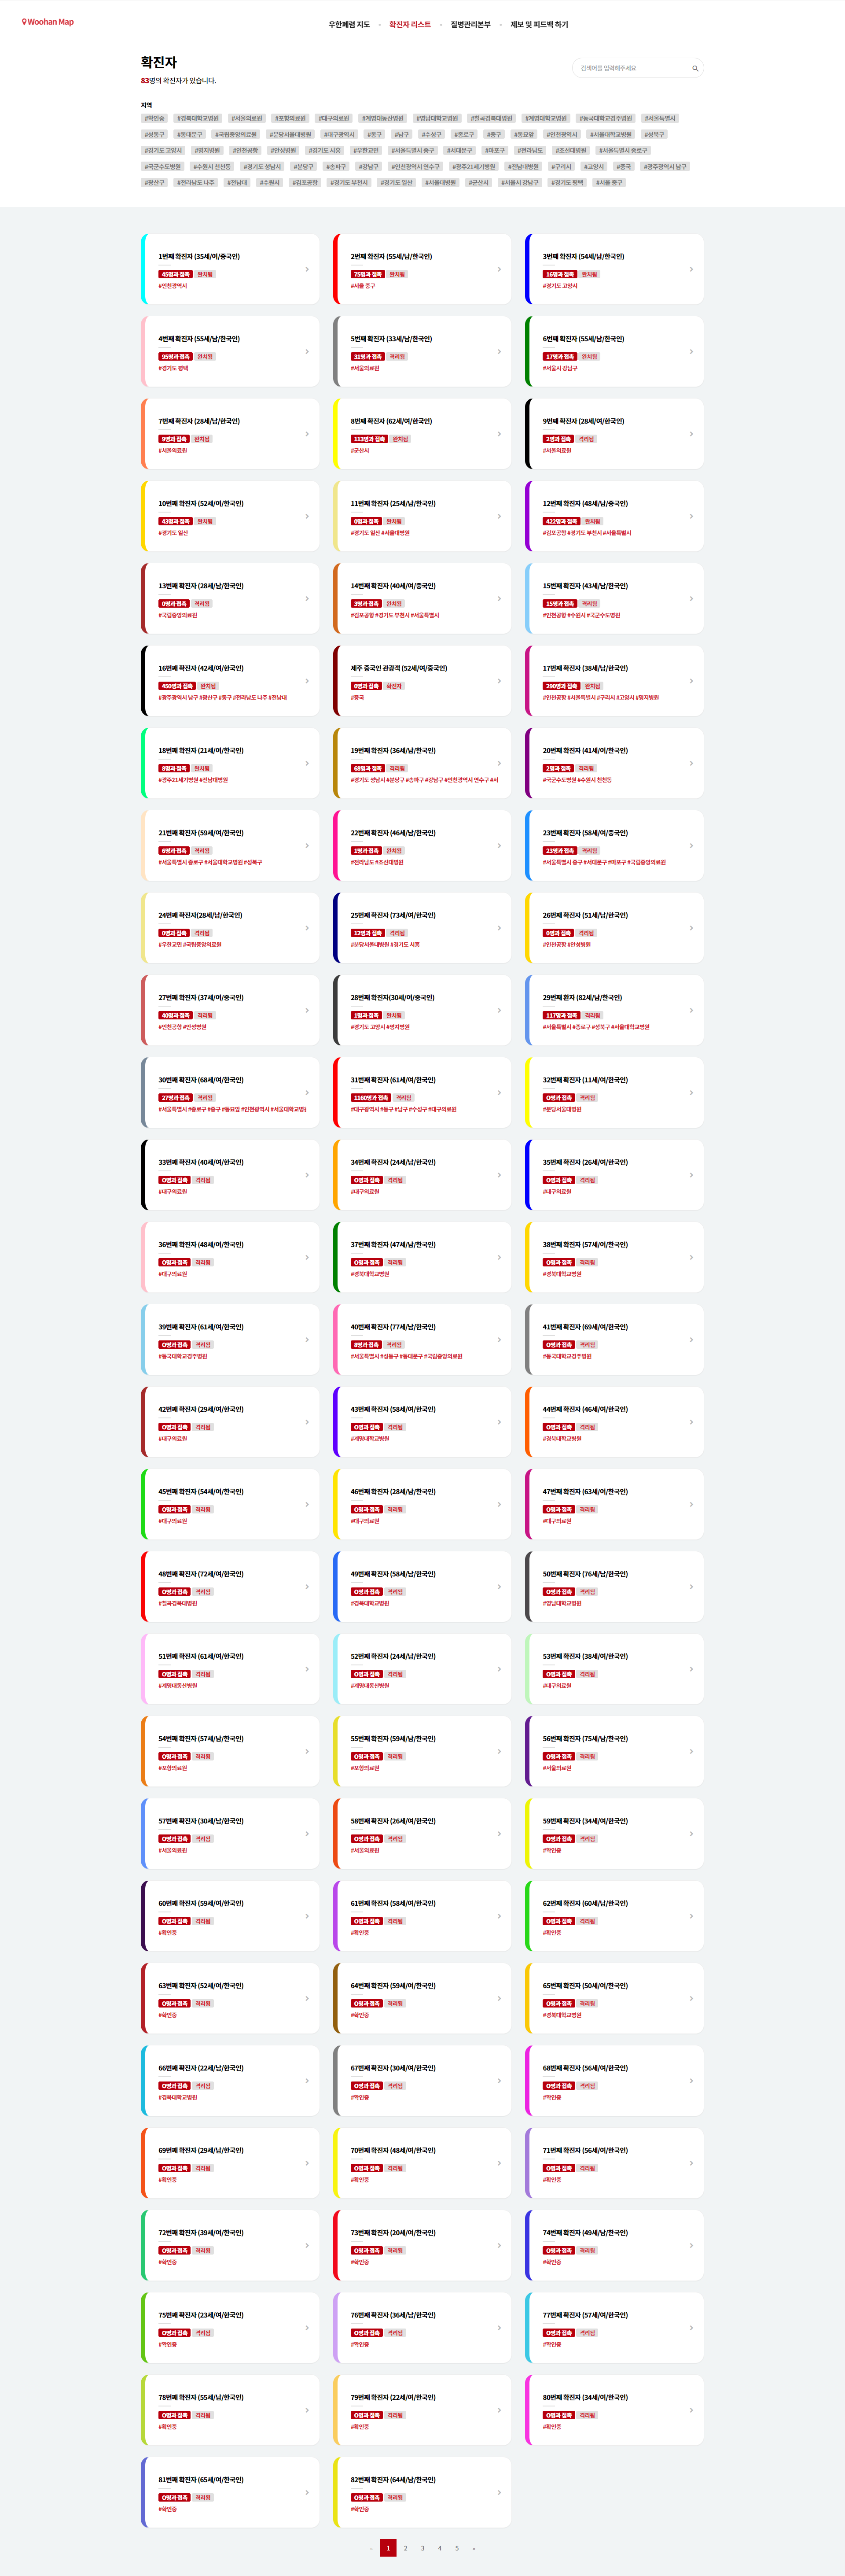 Woohan Map
우한폐렴 지도 - 확진자 리스트 - 질병관리본부 - 제보 및 피드백 하기
확진자
83명의 확진자가 있습니다.
검색어를 입력해주세요
지역
#확인중 #경북대학교병원 #서울의료원 #포항의료원 #대구의료원 #계명대동산병원 #영남대학교병원 #칠곡경북대병원 #계명대학교병원 #동국대학교경주병원 #서울특별시
#성동구 #동대문구 #국립중앙의료원 #분당서울대병원 #대구광역시 #동구 #남구 #수성구 #종로구 #중구 #동묘앞 #인천광역시 #서울대학교병원 #성북구
#경기도 고양시 #명지병원 #인천공항 #안성병원 #경기도 시흥 #우한교민 #서울특별시 중구 #서대문구 #마포구 #전라남도 #조선대병원 #서울특별시 종로구
#국군수도병원 #수원시 천천동 #경기도 성남시 #분당구 #송파구 #강남구 #인천광역시 연수구 #광주21세기병원 #전남대병원 #구리시 #고양시 #중국 #광주광역시 남구
#광산구 #전라남도 나주 #전남대 #수원시 #김포공항 #경기도 부천시 #경기도 일산 #서울대병원 #군산시 #서울시 강남구 #경기도 평택 #서울 중구
1번째 확진자 (35세/여/중국인)
45명과 접촉 완치됨
#인천광역시
2번째 확진자 (55세/남/한국인)
75명과 접촉 완치됨
#서울 중구
3번째 확진자 (54세/남/한국인)
16명과 접촉 완치됨
#경기도 고양시
4번째 확진자 (55세/남/한국인)
95명과 접촉 완치됨
#경기도 평택
5번째 확진자 (33세/남/한국인)
31명과 접촉 격리됨
#서울의료원
6번째 확진자 (55세/남/한국인)
17명과 접촉 완치됨
#서울시 강남구
7번째 확진자 (28세/남/한국인)
9명과 접촉 완치됨
#서울의료원
8번째 확진자 (62세/여/한국인)
113명과 접촉 완치됨
#군산시
9번째 확진자 (28세/여/한국인)
2명과 접촉 격리됨
#서울의료원
10번째 확진자 (52세/여/한국인)
43명과 접촉 완치됨
#경기도 일산
11번째 확진자 (25세/남/한국인)
0명과 접촉 완치됨
#경기도 일산 #서울대병원
12번째 확진자 (48세/남/중국인)
422명과 접촉 완치됨
#김포공항 #경기도 부천시 #서울특별시
13번째 확진자 (28세/남/한국인)
0명과 접촉 격리됨
#국립중앙의료원
14번째 확진자 (40세/여/중국인)
3명과 접촉 완치됨
#김포공항 #경기도 부천시 #서울특별시
15번째 확진자 (43세/남/한국인)
15명과 접촉 격리됨
#인천공항 #수원시 #국군수도병원
16번째 확진자 (42세/여/한국인)
450명과 접촉 완치됨
#광주광역시 남구 #광산구 #동구 #전라남도 나주 #전남대
제주 중국인 관광객 (52세/여/중국인)
0명과 접촉 확진자
#중국
17번째 확진자 (38세/남/한국인)
290명과 접촉 완치됨
#인천공항 #서울특별시 #구리시 #고양시 #명지병원
18번째 확진자 (21세/여/한국인)
8명과 접촉 완치됨
#광주21세기병원 #전남대병원
19번째 확진자 (36세/남/한국인)
68명과 접촉 격리됨
#경기도 성남시 #분당구 #송파구 #강남구 #인천광역시 연수구 #서
20번째 확진자 (41세/여/한국인)
2명과 접촉 격리됨
#국군수도병원 #수원시 천천동
21번째 확진자 (59세/여/한국인)
6명과 접촉 격리됨
#서울특별시 종로구 #서울대학교병원 #성북구
22번째 확진자 (46세/남/한국인)
1명과 접촉 완치됨
#전라남도 #조선대병원
23번째 확진자 (58세/여/중국인)
23명과 접촉 격리됨
#서울특별시 중구 #서대문구 #마포구 #국립중앙의료원
24번째 확진자(28세/남/한국인)
0명과 접촉 격리됨
#우한교민 #국립중앙의료원
25번째 확진자 (73세/여/한국인)
12명과 접촉 격리됨
#분당서울대병원 #경기도 시흥
26번째 확진자 (51세/남/한국인)
0명과 접촉 격리됨
#인천공항 #안성병원
27번째 확진자 (37세/여/중국인)
40명과 접촉 격리됨
#인천공항 #안성병원
28번째 확진자(30세/여/중국인)
1명과 접촉 완치됨
#경기도 고양시 #명지병원
29번째 환자 (82세/남/한국인)
117명과 접촉 격리됨
#서울특별시 #종로구 #성북구 #서울대학교병원
30번째 확진자 (68세/여/한국인)
27명과 접촉 격리됨
#서울특별시 #종로구 #중구 #동묘앞 #인천광역시 #서울대학교병원
31번째 확진자 (61세/여/한국인)
1160명과 접촉 격리됨
#대구광역시 #동구 #남구 #수성구 #대구의료원
32번째 확진자 (11세/여/한국인)
0명과 접촉 격리됨
#분당서울대병원
33번째 확진자 (40세/여/한국인)
0명과 접촉 격리됨
#대구의료원
34번째 확진자 (24세/남/한국인)
0명과 접촉 격리됨
#대구의료원
35번째 확진자 (26세/여/한국인)
0명과 접촉 격리됨
#대구의료원
36번째 확진자 (48세/여/한국인)
0명과 접촉 격리됨
#대구의료원
37번째 확진자 (47세/남/한국인)
0명과 접촉 격리됨
#경북대학교병원
38번째 확진자 (57세/여/한국인)
0명과 접촉 격리됨
#경북대학교병원
39번째 확진자 (61세/여/한국인)
0명과 접촉 격리됨
#동국대학교경주병원
40번째 확진자 (77세/남/한국인)
8명과 접촉 격리됨
#서울특별시 #성동구 #동대문구 #국립중앙의료원
41번째 확진자 (69세/여/한국인)
0명과 접촉 격리됨
#동국대학교경주병원
42번째 확진자 (29세/여/한국인)
0명과 접촉 격리됨
#대구의료원
43번째 확진자 (58세/여/한국인)
0명과 접촉 격리됨
#계명대학교병원
44번째 확진자 (46세/여/한국인)
0명과 접촉 격리됨
#경북대학교병원
45번째 확진자 (54세/여/한국인)
0명과 접촉 격리됨
#대구의료원
46번째 확진자 (28세/남/한국인)
0명과 접촉 격리됨
#대구의료원
47번째 확진자 (63세/여/한국인)
0명과 접촉 격리됨
#대구의료원
48번째 확진자 (72세/여/한국인)
0명과 접촉 격리됨
#칠곡경북대병원
49번째 확진자 (58세/남/한국인)
0명과 접촉 격리됨
#경북대학교병원
50번째 확진자 (76세/남/한국인)
0명과 접촉 격리됨
#영남대학교병원
51번째 확진자 (61세/여/한국인)
0명과 접촉 격리됨
#계명대동산병원
52번째 확진자 (24세/남/한국인)
0명과 접촉 격리됨
#계명대동산병원
53번째 확진자 (38세/여/한국인)
0명과 접촉 격리됨
#대구의료원
54번째 확진자 (57세/남/한국인)
0명과 접촉 격리됨
#포항의료원
55번째 확진자 (59세/남/한국인)
0명과 접촉 격리됨
#포항의료원
56번째 확진자 (75세/남/한국인)
0명과 접촉 격리됨
#서울의료원
57번째 확진자 (30세/남/한국인)
0명과 접촉 격리됨
#서울의료원
58번째 확진자 (26세/여/한국인)
0명과 접촉 격리됨
#서울의료원
59번째 확진자 (34세/여/한국인)
0명과 접촉 격리됨
#확인중
60번째 확진자 (59세/여/한국인)
0명과 접촉 격리됨
#확인중
61번째 확진자 (58세/여/한국인)
0명과 접촉 격리됨
#확인중
62번째 확진자 (60세/남/한국인)
0명과 접촉 격리됨
#확인중
63번째 확진자 (52세/여/한국인)
0명과 접촉 격리됨
#확인중
64번째 확진자 (59세/여/한국인)
0명과 접촉 격리됨
#확인중
65번째 확진자 (50세/여/한국인)
0명과 접촉 격리됨
#경북대학교병원
66번째 확진자 (22세/남/한국인)
0명과 접촉 격리됨
#경북대학교병원
67번째 확진자 (30세/여/한국인)
0명과 접촉 격리됨
#확인중
68번째 확진자 (56세/여/한국인)
0명과 접촉 격리됨
#확인중
69번째 확진자 (29세/남/한국인)
0명과 접촉 격리됨
#확인중
70번째 확진자 (48세/여/한국인)
0명과 접촉 격리됨
#확인중
71번째 확진자 (56세/여/한국인)
0명과 접촉 격리됨
#확인중
72번째 확진자 (39세/여/한국인)
0명과 접촉 격리됨
#확인중
73번째 확진자 (20세/여/한국인)
0명과 접촉 격리됨
#확인중
74번째 확진자 (49세/남/한국인)
0명과 접촉 격리됨
#확인중
75번째 확진자 (23세/여/한국인)
0명과 접촉 격리됨
#확인중
76번째 확진자 (36세/남/한국인)
0명과 접촉 격리됨
#확인중
77번째 확진자 (57세/여/한국인)
0명과 접촉 격리됨
#확인중
78번째 확진자 (55세/남/한국인)
0명과 접촉 격리됨
#확인중
79번째 확진자 (22세/여/한국인)
0명과 접촉 격리됨
#확인중
80번째 확진자 (34세/여/한국인)
0명과 접촉 격리됨
#확인중
81번째 확진자 (65세/여/한국인)
0명과 접촉 격리됨
#확인중
82번째 확진자 (64세/남/한국인)
0명과 접촉 격리됨
#확인중
« 1 2 3 4 5 »